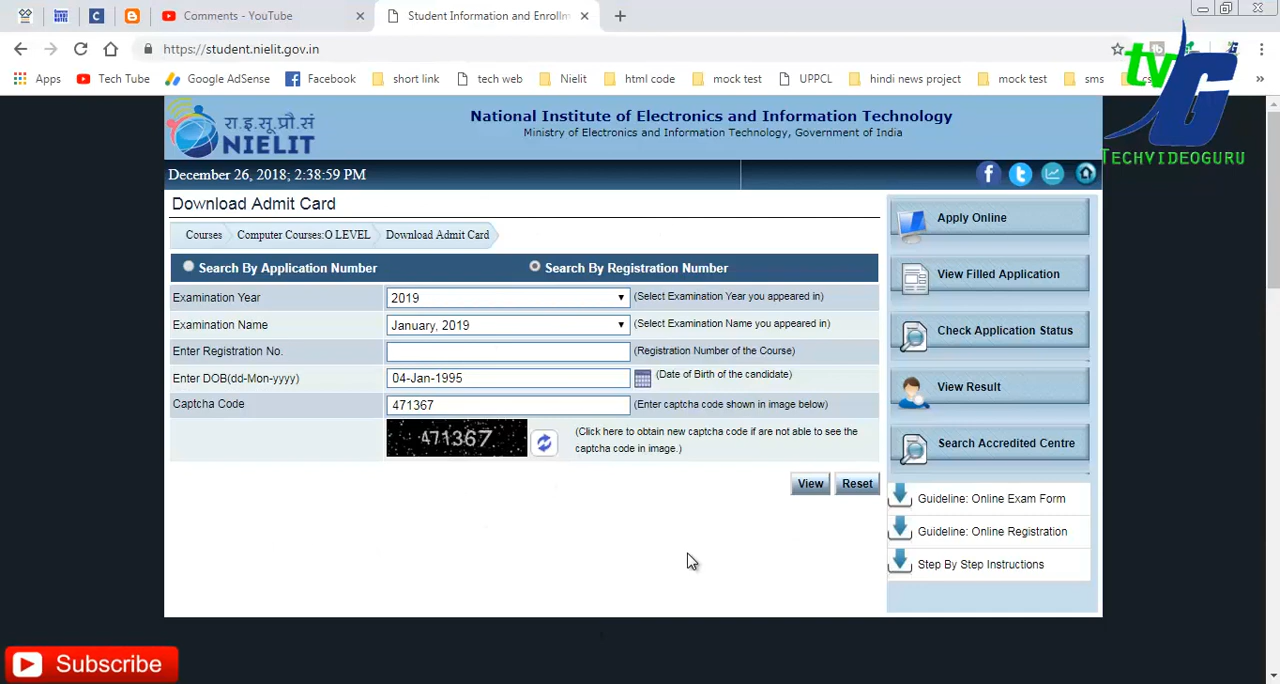 Comments - YouTube
Student Information and Enrollm
https://student.nielit.gov.in
Apps Tech Tube Google AdSense Facebook short link tech web Nielit html code mock test UPPCL hindi news project mock test sms
tv G
TECHVIDEOGURU
रा.इ.सू.प्रौ.सं
NIELIT
National Institute of Electronics and Information Technology
Ministry of Electronics and Information Technology, Government of India
December 26, 2018; 2:38:59 PM
Download Admit Card
Courses Computer Courses:O LEVEL Download Admit Card
Search By Application Number Search By Registration Number
Examination Year 2019 (Select Examination Year you appeared in)
Examination Name January, 2019 (Select Examination Name you appeared in)
Enter Registration No. (Registration Number of the Course)
Enter DOB(dd-Mon-yyyy) 04-Jan-1995 (Date of Birth of the candidate)
Captcha Code 471367 (Enter captcha code shown in image below)
471367 (Click here to obtain new captcha code if are not able to see the
captcha code in image.)
View Reset
Apply Online
View Filled Application
Check Application Status
View Result
Search Accredited Centre
Guideline: Online Exam Form
Guideline: Online Registration
Step By Step Instructions
Subscribe